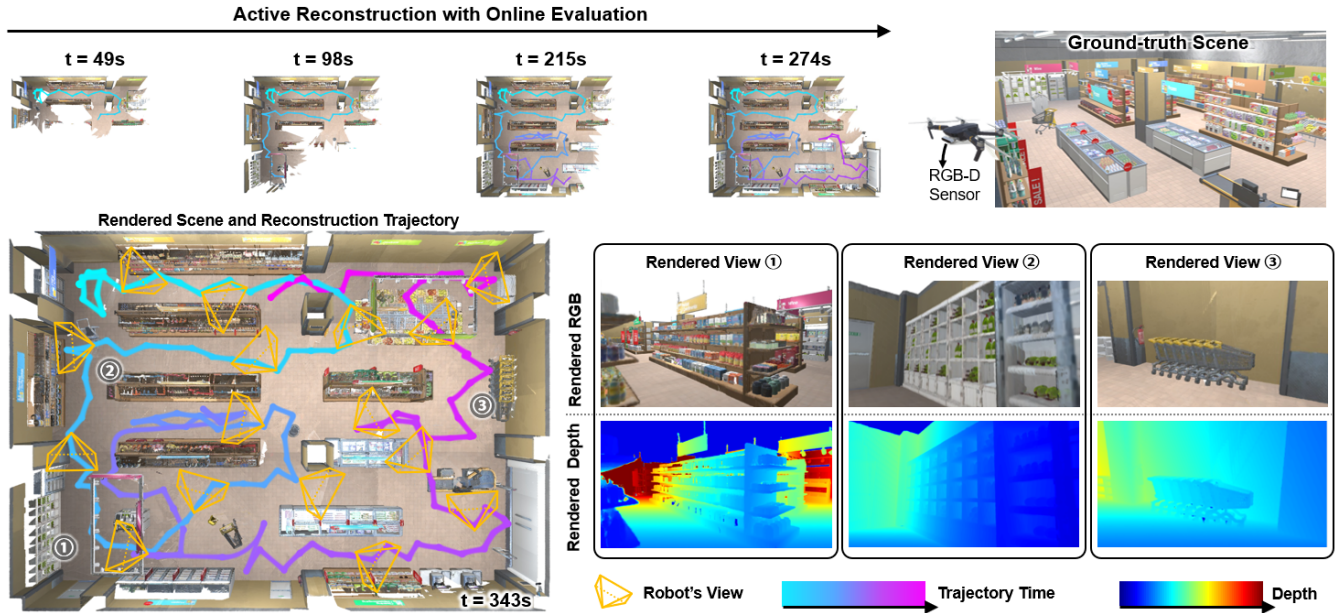 Active Reconstruction with Online Evaluation
t = 49s
t = 98s
t = 215s
t = 274s
Ground-truth Scene
RGB-D
Sensor
SALE!
Rendered Scene and Reconstruction Trajectory
①
②
③
t = 343s
Rendered View ①
Rendered View ②
Rendered View ③
Rendered RGB
Rendered Depth
Robot's View
Trajectory Time
Depth